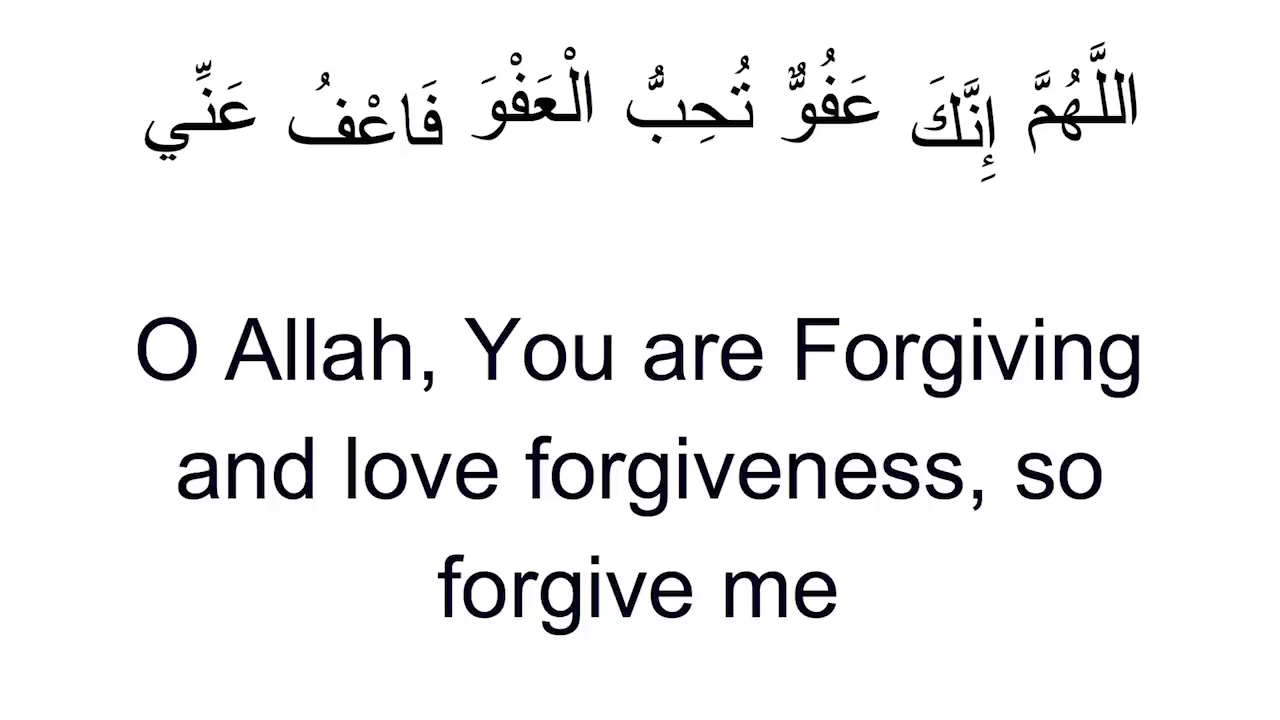 اللَّهُمَّ إِنَّكَ عَفُوٌّ تُحِبُّ الْعَفْوَ فَاعْفُ عَنِّي
O Allah, You are Forgiving
and love forgiveness, so
forgive me